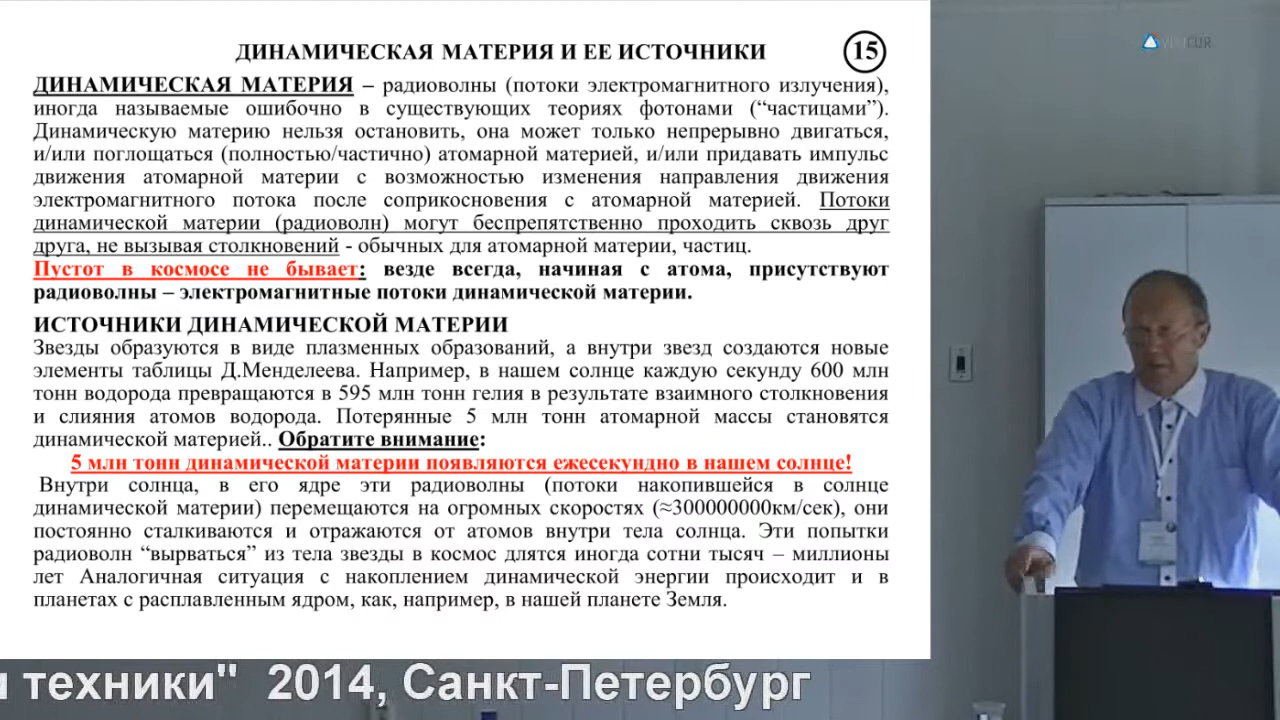 ДИНАМИЧЕСКАЯ МАТЕРИЯ И ЕЕ ИСТОЧНИКИ
15
ДИНАМИЧЕСКАЯ МАТЕРИЯ – радиоволны (потоки электромагнитного излучения),
иногда называемые ошибочно в существующих теориях фотонами (“частицами”).
Динамическую материю нельзя остановить, она может только непрерывно двигаться,
и/или поглощаться (полностью/частично) атомарной материей, и/или придавать импульс
движения атомарной материи с возможностью изменения направления движения
электромагнитного потока после соприкосновения с атомарной материей. Потоки
динамической материи (радиоволн) могут беспрепятственно проходить сквозь друг
друга, не вызывая столкновений - обычных для атомарной материи, частиц.
Пустот в космосе не бывает: везде всегда, начиная с атома, присутствуют
радиоволны – электромагнитные потоки динамической материи.
ИСТОЧНИКИ ДИНАМИЧЕСКОЙ МАТЕРИИ
Звезды образуются в виде плазменных образований, а внутри звезд создаются новые
элементы таблицы Д.Менделеева. Например, в нашем солнце каждую секунду 600 млн
тонн водорода превращаются в 595 млн тонн гелия в результате взаимного столкновения
и слияния атомов водорода. Потерянные 5 млн тонн атомарной массы становятся
динамической материей.. Обратите внимание:
5 млн тонн динамической материи появляются ежесекундно в нашем солнце!
Внутри солнца, в его ядре эти радиоволны (потоки накопившейся в солнце
динамической материи) перемещаются на огромных скоростях (≈300000000км/сек), они
постоянно сталкиваются и отражаются от атомов внутри тела солнца. Эти попытки
радиоволн “вырваться” из тела звезды в космос длятся иногда сотни тысяч – миллионы
лет Аналогичная ситуация с накоплением динамической энергии происходит и в
планетах с расплавленным ядром, как, например, в нашей планете Земля.
техники" 2014, Санкт-Петербург